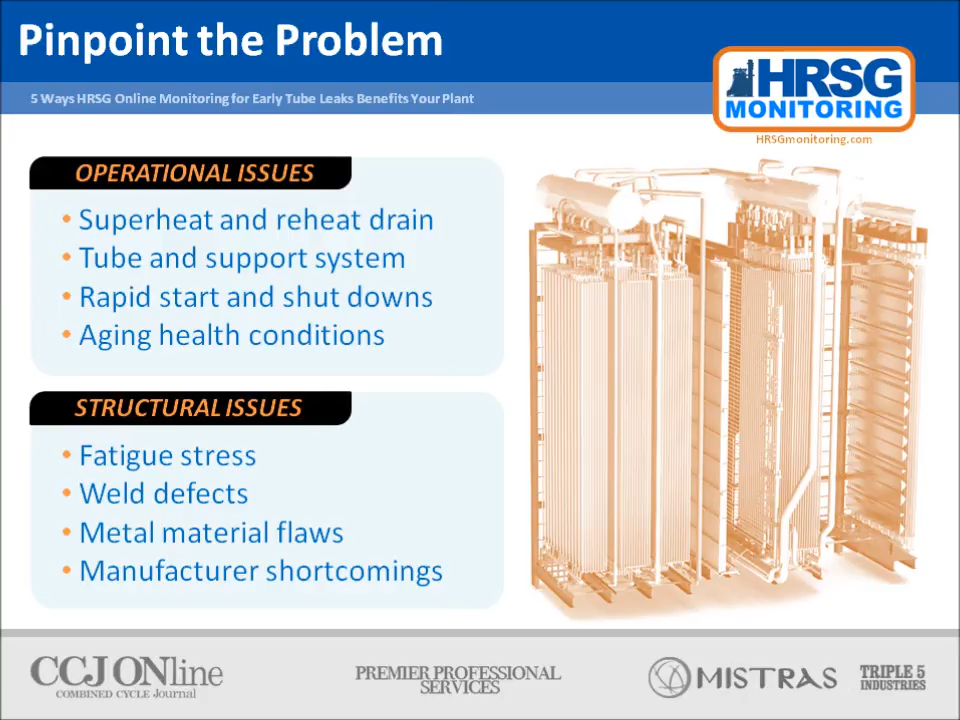 Pinpoint the Problem
5 Ways HRSG Online Monitoring for Early Tube Leaks Benefits Your Plant
HRSG
MONITORING
HRSGmonitoring.com
OPERATIONAL ISSUES
• Superheat and reheat drain
• Tube and support system
• Rapid start and shut downs
• Aging health conditions
STRUCTURAL ISSUES
• Fatigue stress
• Weld defects
• Metal material flaws
• Manufacturer shortcomings
CCJ ONline
COMBINED CYCLE Journal
PREMIER PROFESSIONAL
SERVICES
MISTRAS
TRIPLE 5
INDUSTRIES